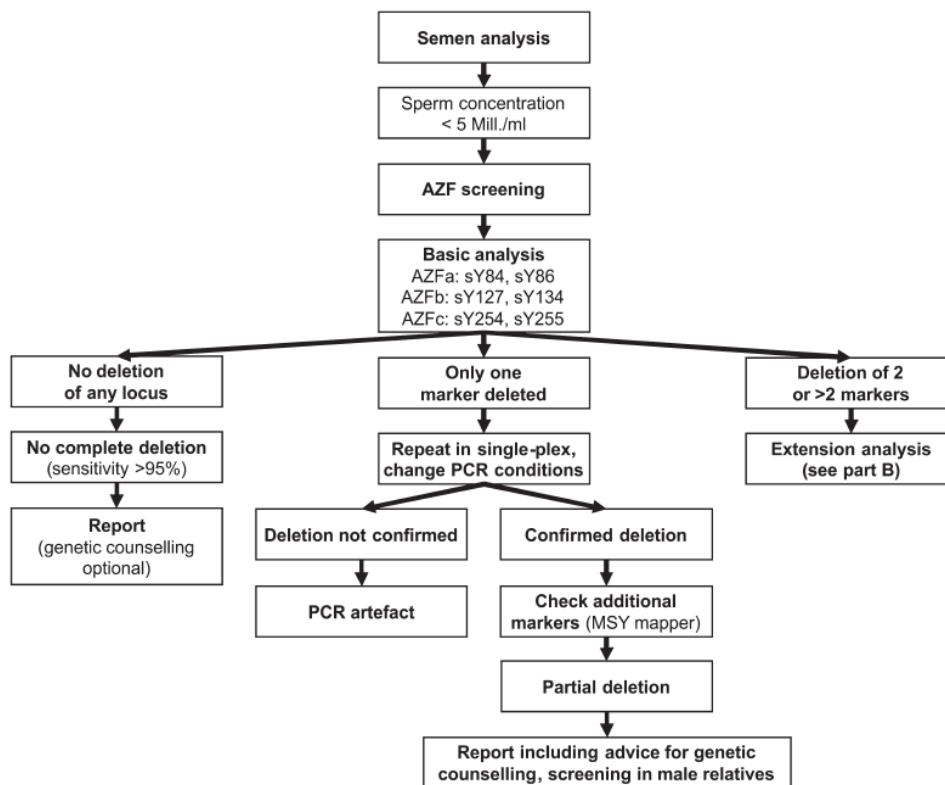 Semen analysis
Sperm concentration
< 5 Mill./ml
AZF screening
Basic analysis
AZFa: sY84, sY86
AZFb: sY127, sY134
AZFc: sY254, sY255
No deletion
of any locus
Only one
marker deleted
Deletion of 2
or >2 markers
No complete deletion
(sensitivity >95%)
Repeat in single-plex,
change PCR conditions
Extension analysis
(see part B)
Report
(genetic counselling
optional)
Deletion not confirmed
Confirmed deletion
PCR artefact
Check additional
markers (MSY mapper)
Partial deletion
Report including advice for genetic
counselling, screening in male relatives